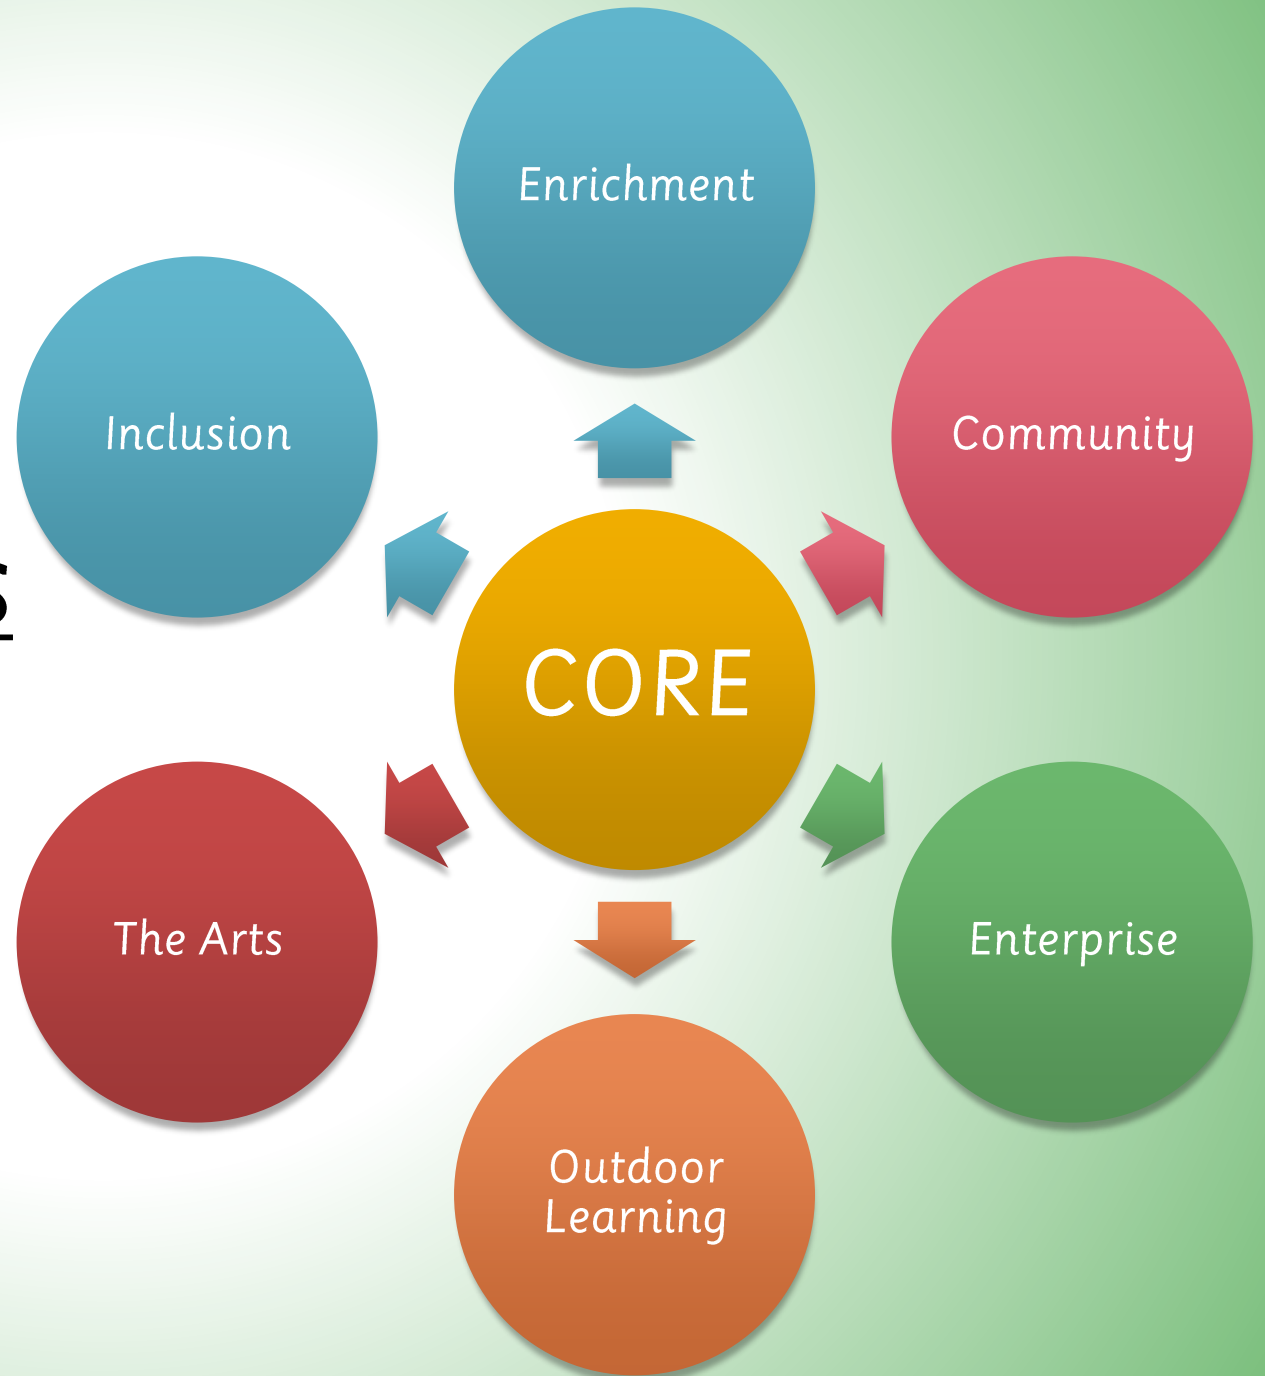 Enrichment
Inclusion
Community
s
CORE
The Arts
Enterprise
Outdoor
Learning